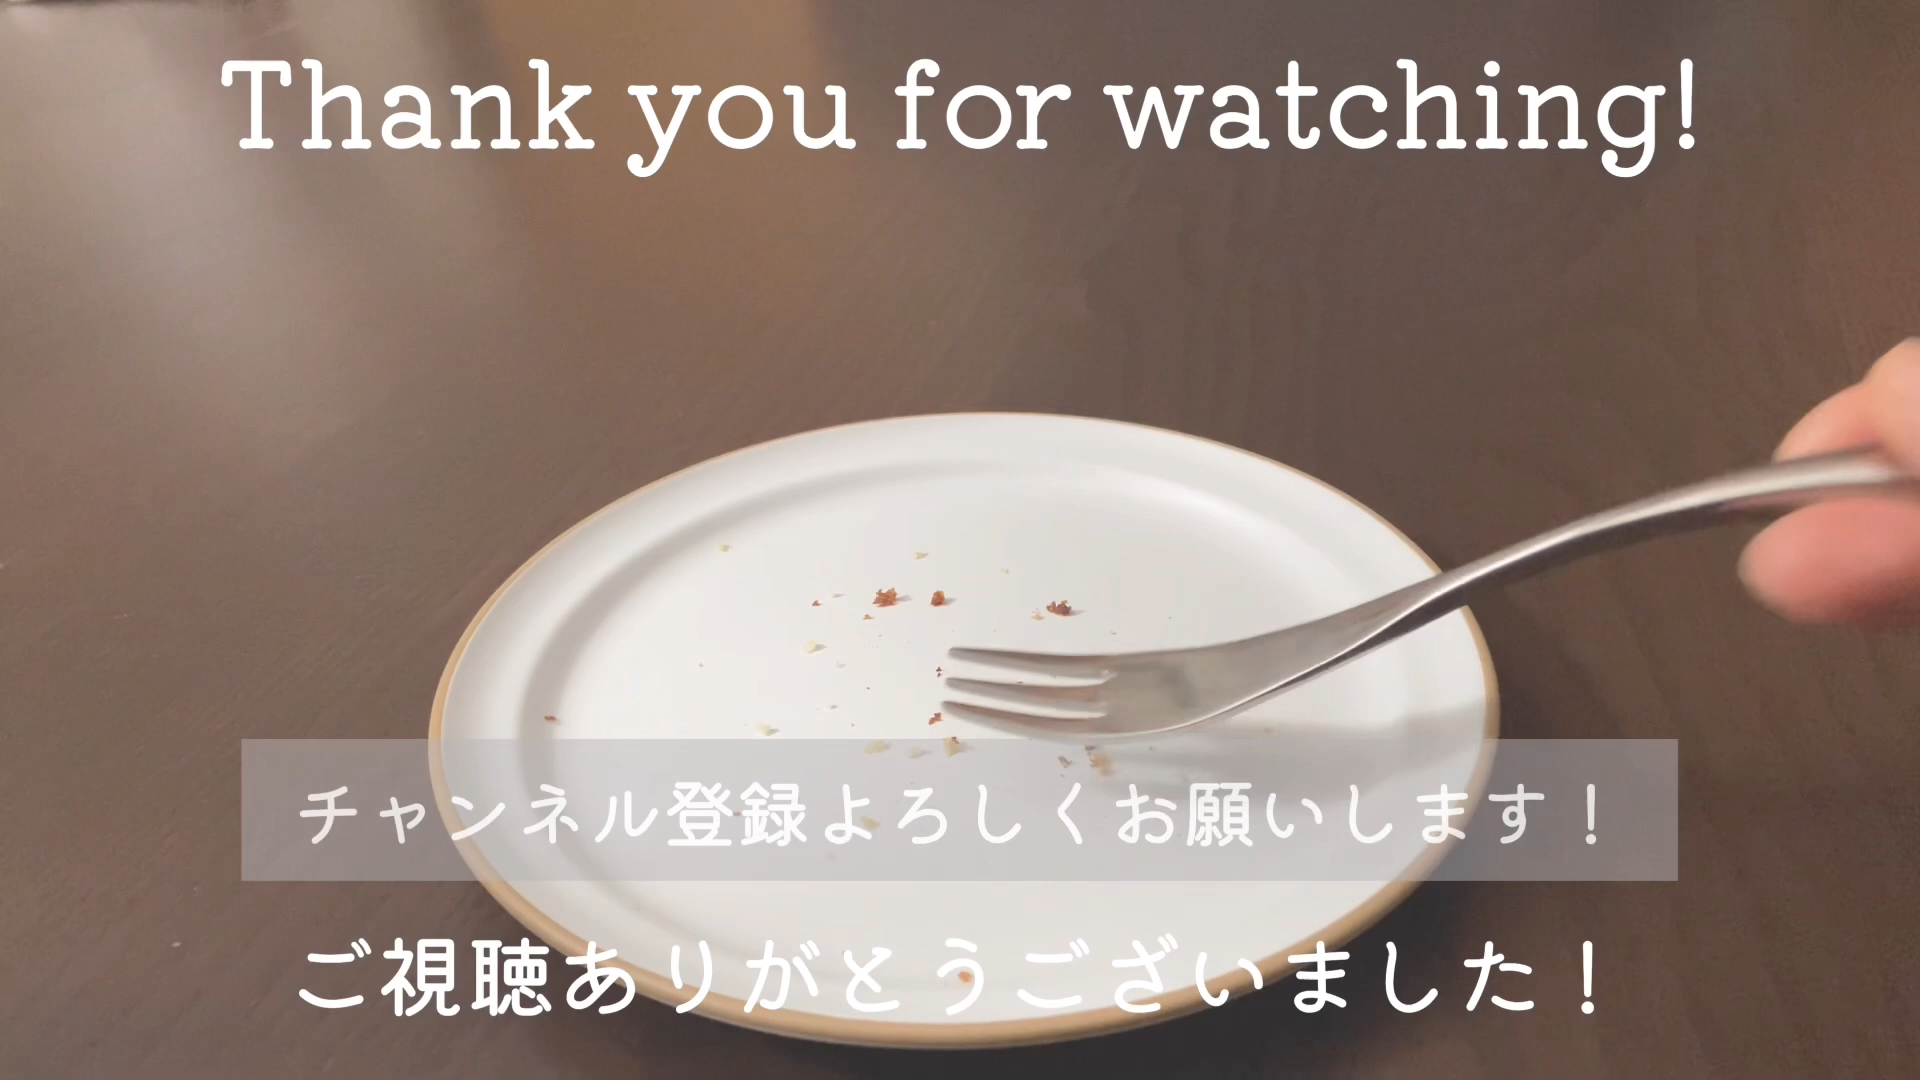 Thank you for watching!
チャンネル登録よろしくお願いします！
ご視聴ありがとうございました！